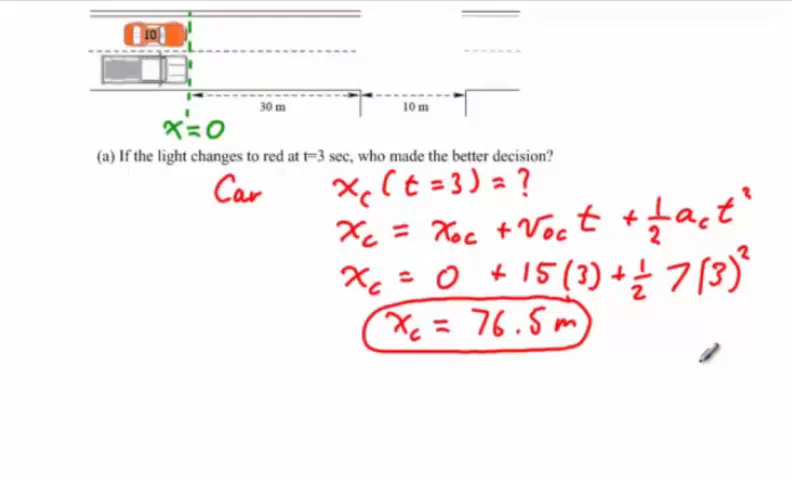 10
30 m
10 m
x = 0
(a) If the light changes to red at t=3 sec, who made the better decision?
Car x_c (t = 3) = ?
x_c = x_oc + v_oc t + 1/2 a_c t²
x_c = 0 + 15 (3) + 1/2 7 (3)²
x_c = 76.5 m